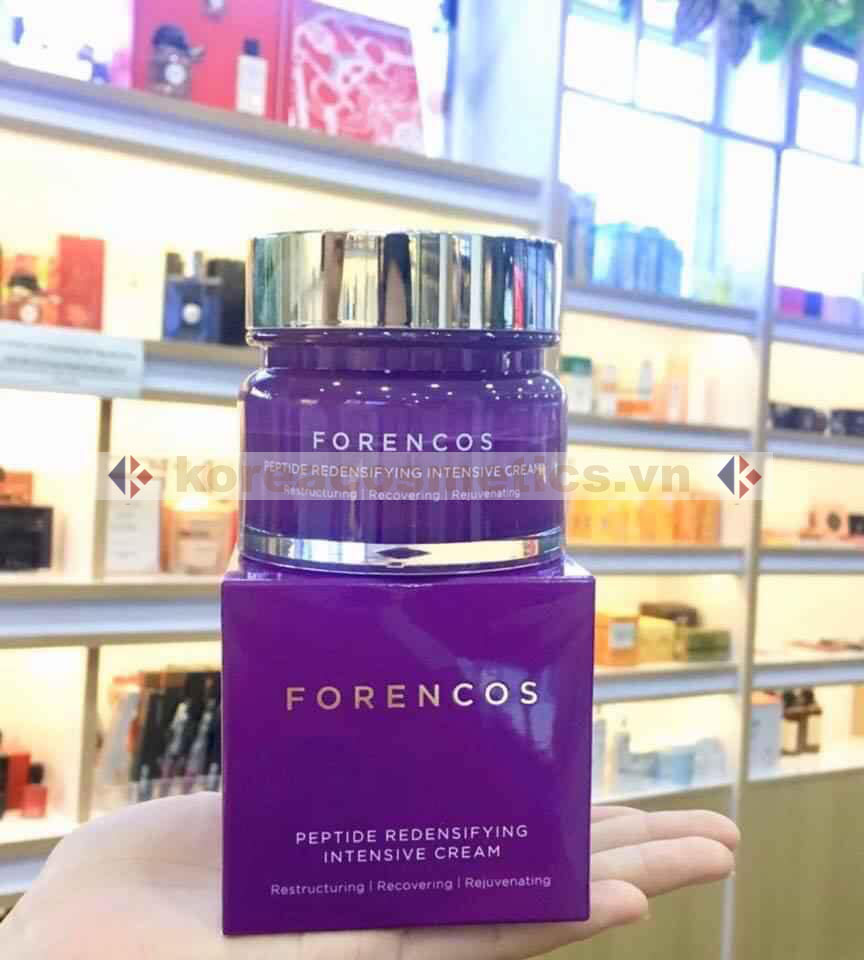 FORENCOS
PEPTIDE REDENSIFYING INTENSIVE CREAM
koreacosmetics.vn
Restructuring | Recovering | Rejuvenating
FORENCOS
PEPTIDE REDENSIFYING
INTENSIVE CREAM
Restructuring | Recovering | Rejuvenating